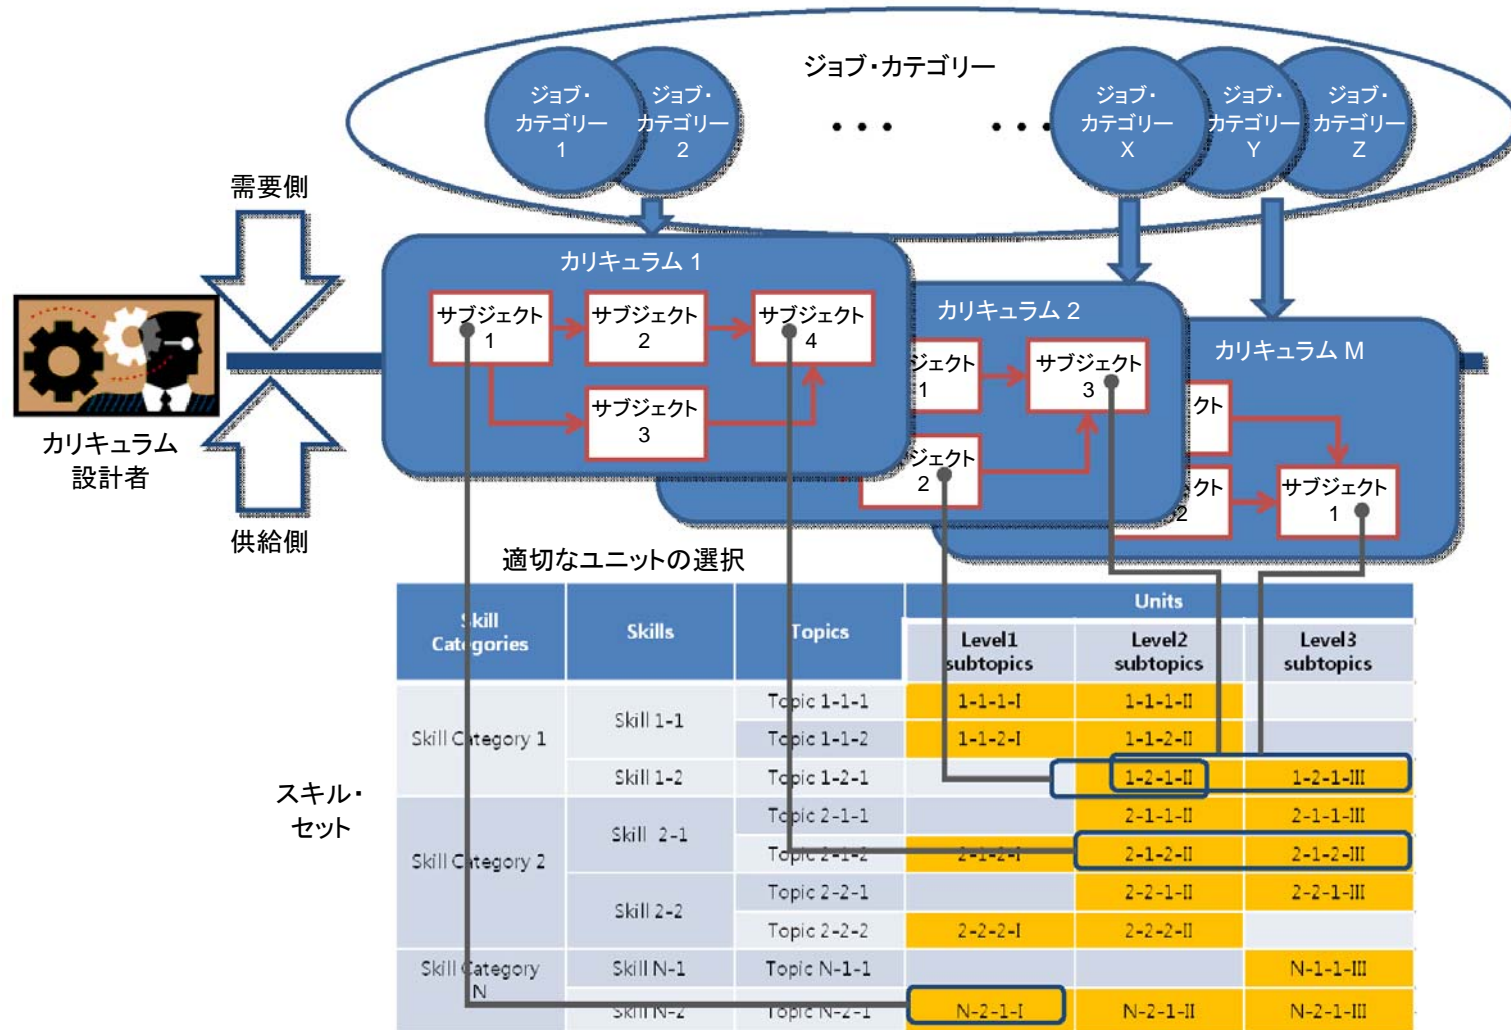 ジョブ・カテゴリー
ジョブ・
カテゴリー
1
ジョブ・
カテゴリー
2
・・・
・・・
ジョブ・
カテゴリー
X
ジョブ・
カテゴリー
Y
ジョブ・
カテゴリー
Z
需要側
カリキュラム
設計者
供給側
カリキュラム 1
サブジェクト
1
サブジェクト
2
サブジェクト
4
サブジェクト
3
カリキュラム 2
ジェクト
1
サブジェクト
3
ジェクト
2
カリキュラム M
クト
クト
2
サブジェクト
1
適切なユニットの選択
スキル・
セット
Skill
Categories
Skills
Topics
Units
Level1
subtopics
Level2
subtopics
Level3
subtopics
Skill Category 1
Skill 1-1
Topic 1-1-1
1-1-1-I
1-1-1-II
Topic 1-1-2
1-1-2-I
1-1-2-II
Skill 1-2
Topic 1-2-1
1-2-1-II
1-2-1-III
Skill Category 2
Skill 2-1
Topic 2-1-1
2-1-1-II
2-1-1-III
Topic 2-1-2
2-1-2-I
2-1-2-II
2-1-2-III
Skill 2-2
Topic 2-2-1
2-2-1-II
2-2-1-III
Topic 2-2-2
2-2-2-I
2-2-2-II
Skill Category
N
Skill N-1
Topic N-1-1
N-1-1-III
Skill N-2
Topic N-2-1
N-2-1-I
N-2-1-II
N-2-1-III